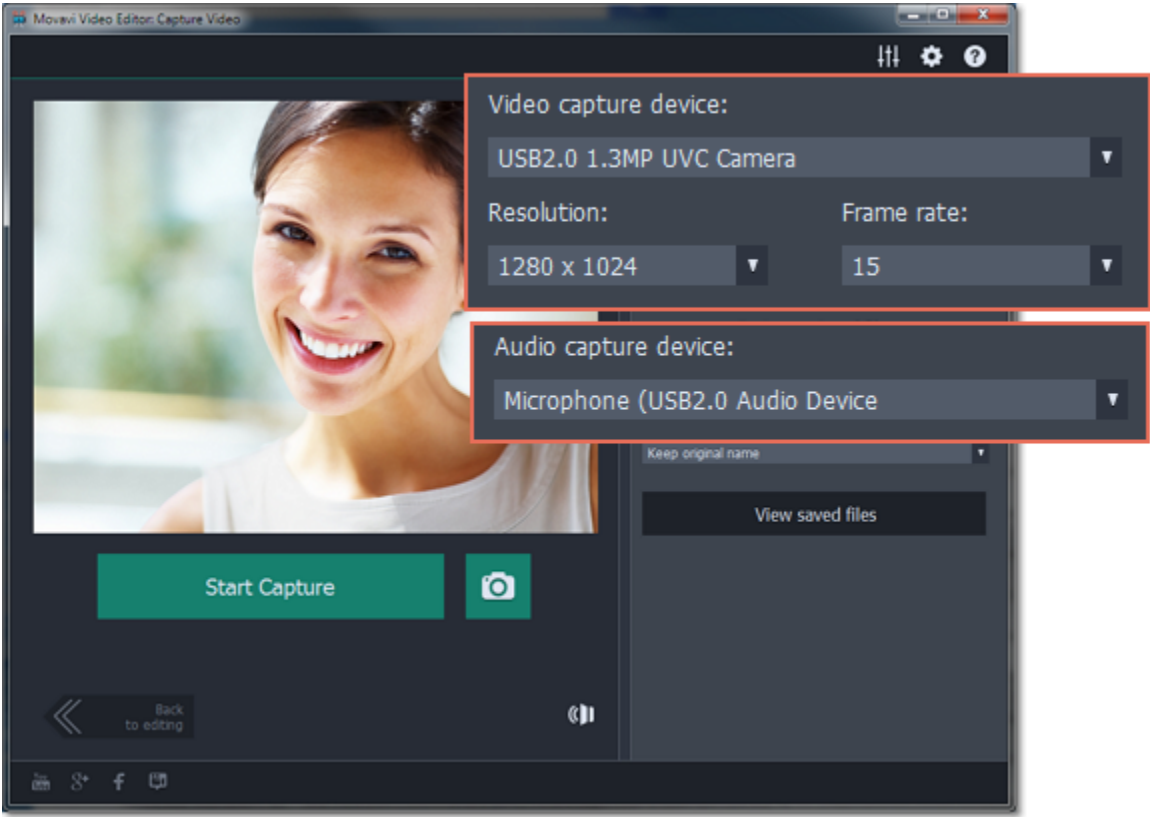 Movavi Video Editor: Capture Video
Video capture device:
USB2.0 1.3MP UVC Camera
Resolution:
Frame rate:
1280 x 1024
15
Audio capture device:
Microphone (USB2.0 Audio Device
Keep original name
View saved files
Start Capture
Back
to editing